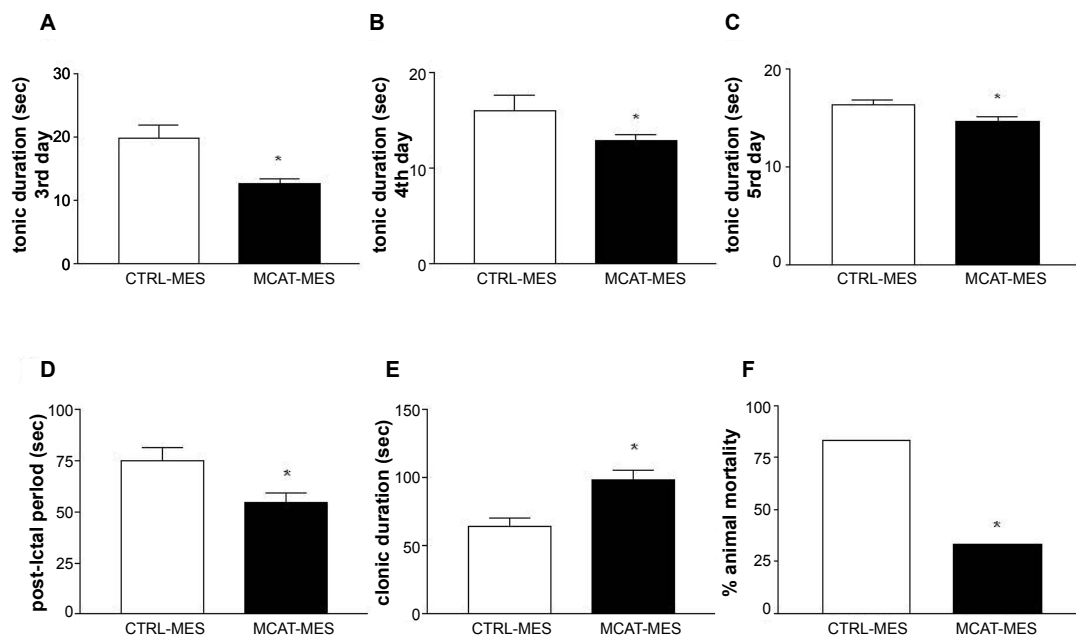 A
tonic duration (sec)
3rd day
30
20
10
0
*
CTRL-MES
MCAT-MES
B
tonic duration (sec)
4th day
20
10
0
*
CTRL-MES
MCAT-MES
C
tonic duration (sec)
5rd day
20
10
0
*
CTRL-MES
MCAT-MES
D
post-Ictal perlod (sec)
100
75
50
25
0
*
CTRL-MES
MCAT-MES
E
clonic duration (sec)
150
100
50
0
*
CTRL-MES
MCAT-MES
F
% animal mortality
100
75
50
25
0
*
CTRL-MES
MCAT-MES